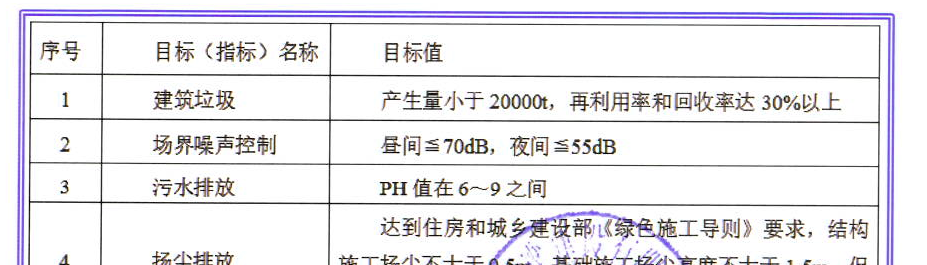 序号 目标（指标）名称 目标值
1 建筑垃圾 产生量小于 20000t，再利用率和回收率达 30%以上
2 场界噪声控制 昼间≦70dB，夜间≦55dB
3 污水排放 PH 值在 6～9 之间
达到住房和城乡建设部《绿色施工导则》要求，结构
4 扬尘排放 施工扬尘不大于 0.5m，基础施工扬尘高度不大于 1.5m，但